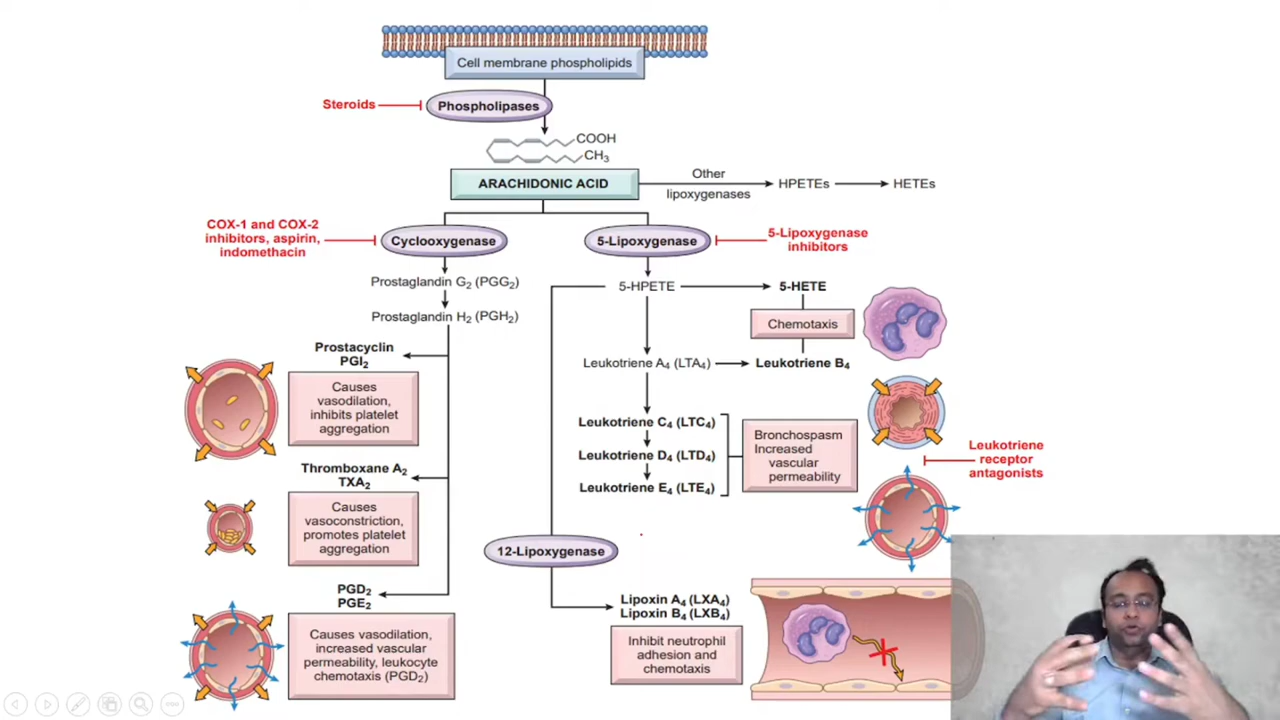 Cell membrane phospholipids
Steroids
Phospholipases
COOH
CH₃
ARACHIDONIC ACID
Other
lipoxygenases
HPETEs
HETEs
COX-1 and COX-2
inhibitors, aspirin,
indomethacin
Cyclooxygenase
5-Lipoxygenase
5-Lipoxygenase
inhibitors
Prostaglandin G₂ (PGG₂)
5-HPETE
5-HETE
Prostaglandin H₂ (PGH₂)
Chemotaxis
Prostacyclin
PGI₂
Leukotriene A₄ (LTA₄)
Leukotriene B₄
Causes
vasodilation,
inhibits platelet
aggregation
Leukotriene C₄ (LTC₄)
Leukotriene D₄ (LTD₄)
Leukotriene E₄ (LTE₄)
Bronchospasm
Increased
vascular
permeability
Leukotriene
receptor
antagonists
Thromboxane A₂
TXA₂
Causes
vasoconstriction,
promotes platelet
aggregation
12-Lipoxygenase
PGD₂
PGE₂
Lipoxin A₄ (LXA₄)
Lipoxin B₄ (LXB₄)
Causes vasodilation,
increased vascular
permeability, leukocyte
chemotaxis (PGD₂)
Inhibit neutrophil
adhesion and
chemotaxis